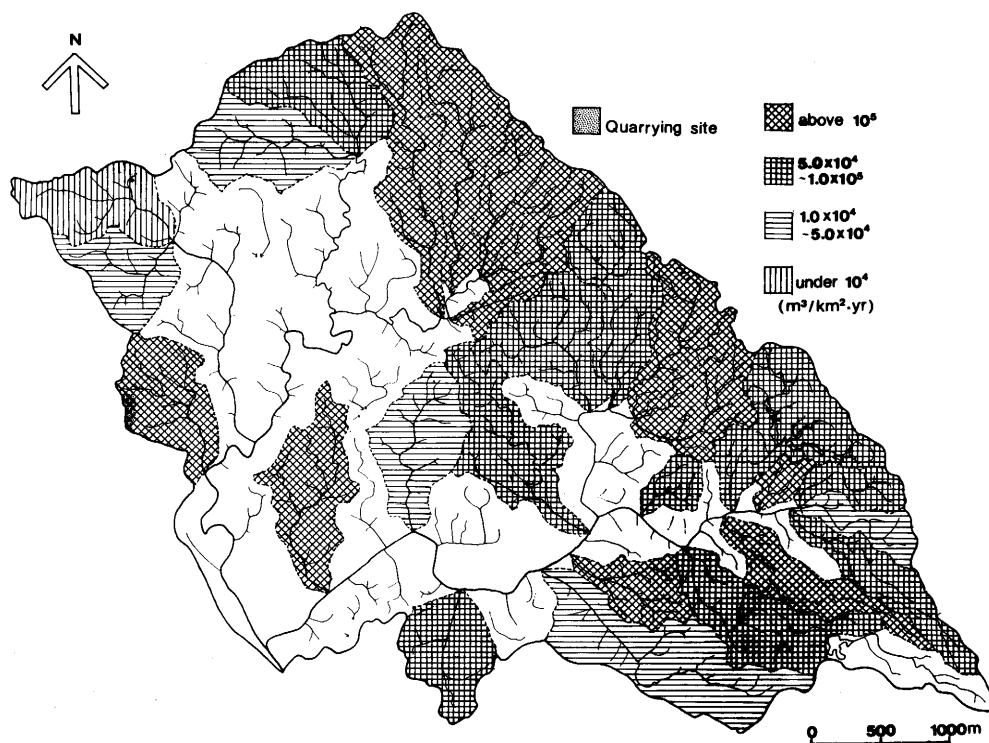 N
Quarrying site
above 10⁵
5.0×10⁴
~1.0×10⁵
1.0×10⁴
~5.0×10⁴
under 10⁴
(m³/km²·yr)
0 500 1000m